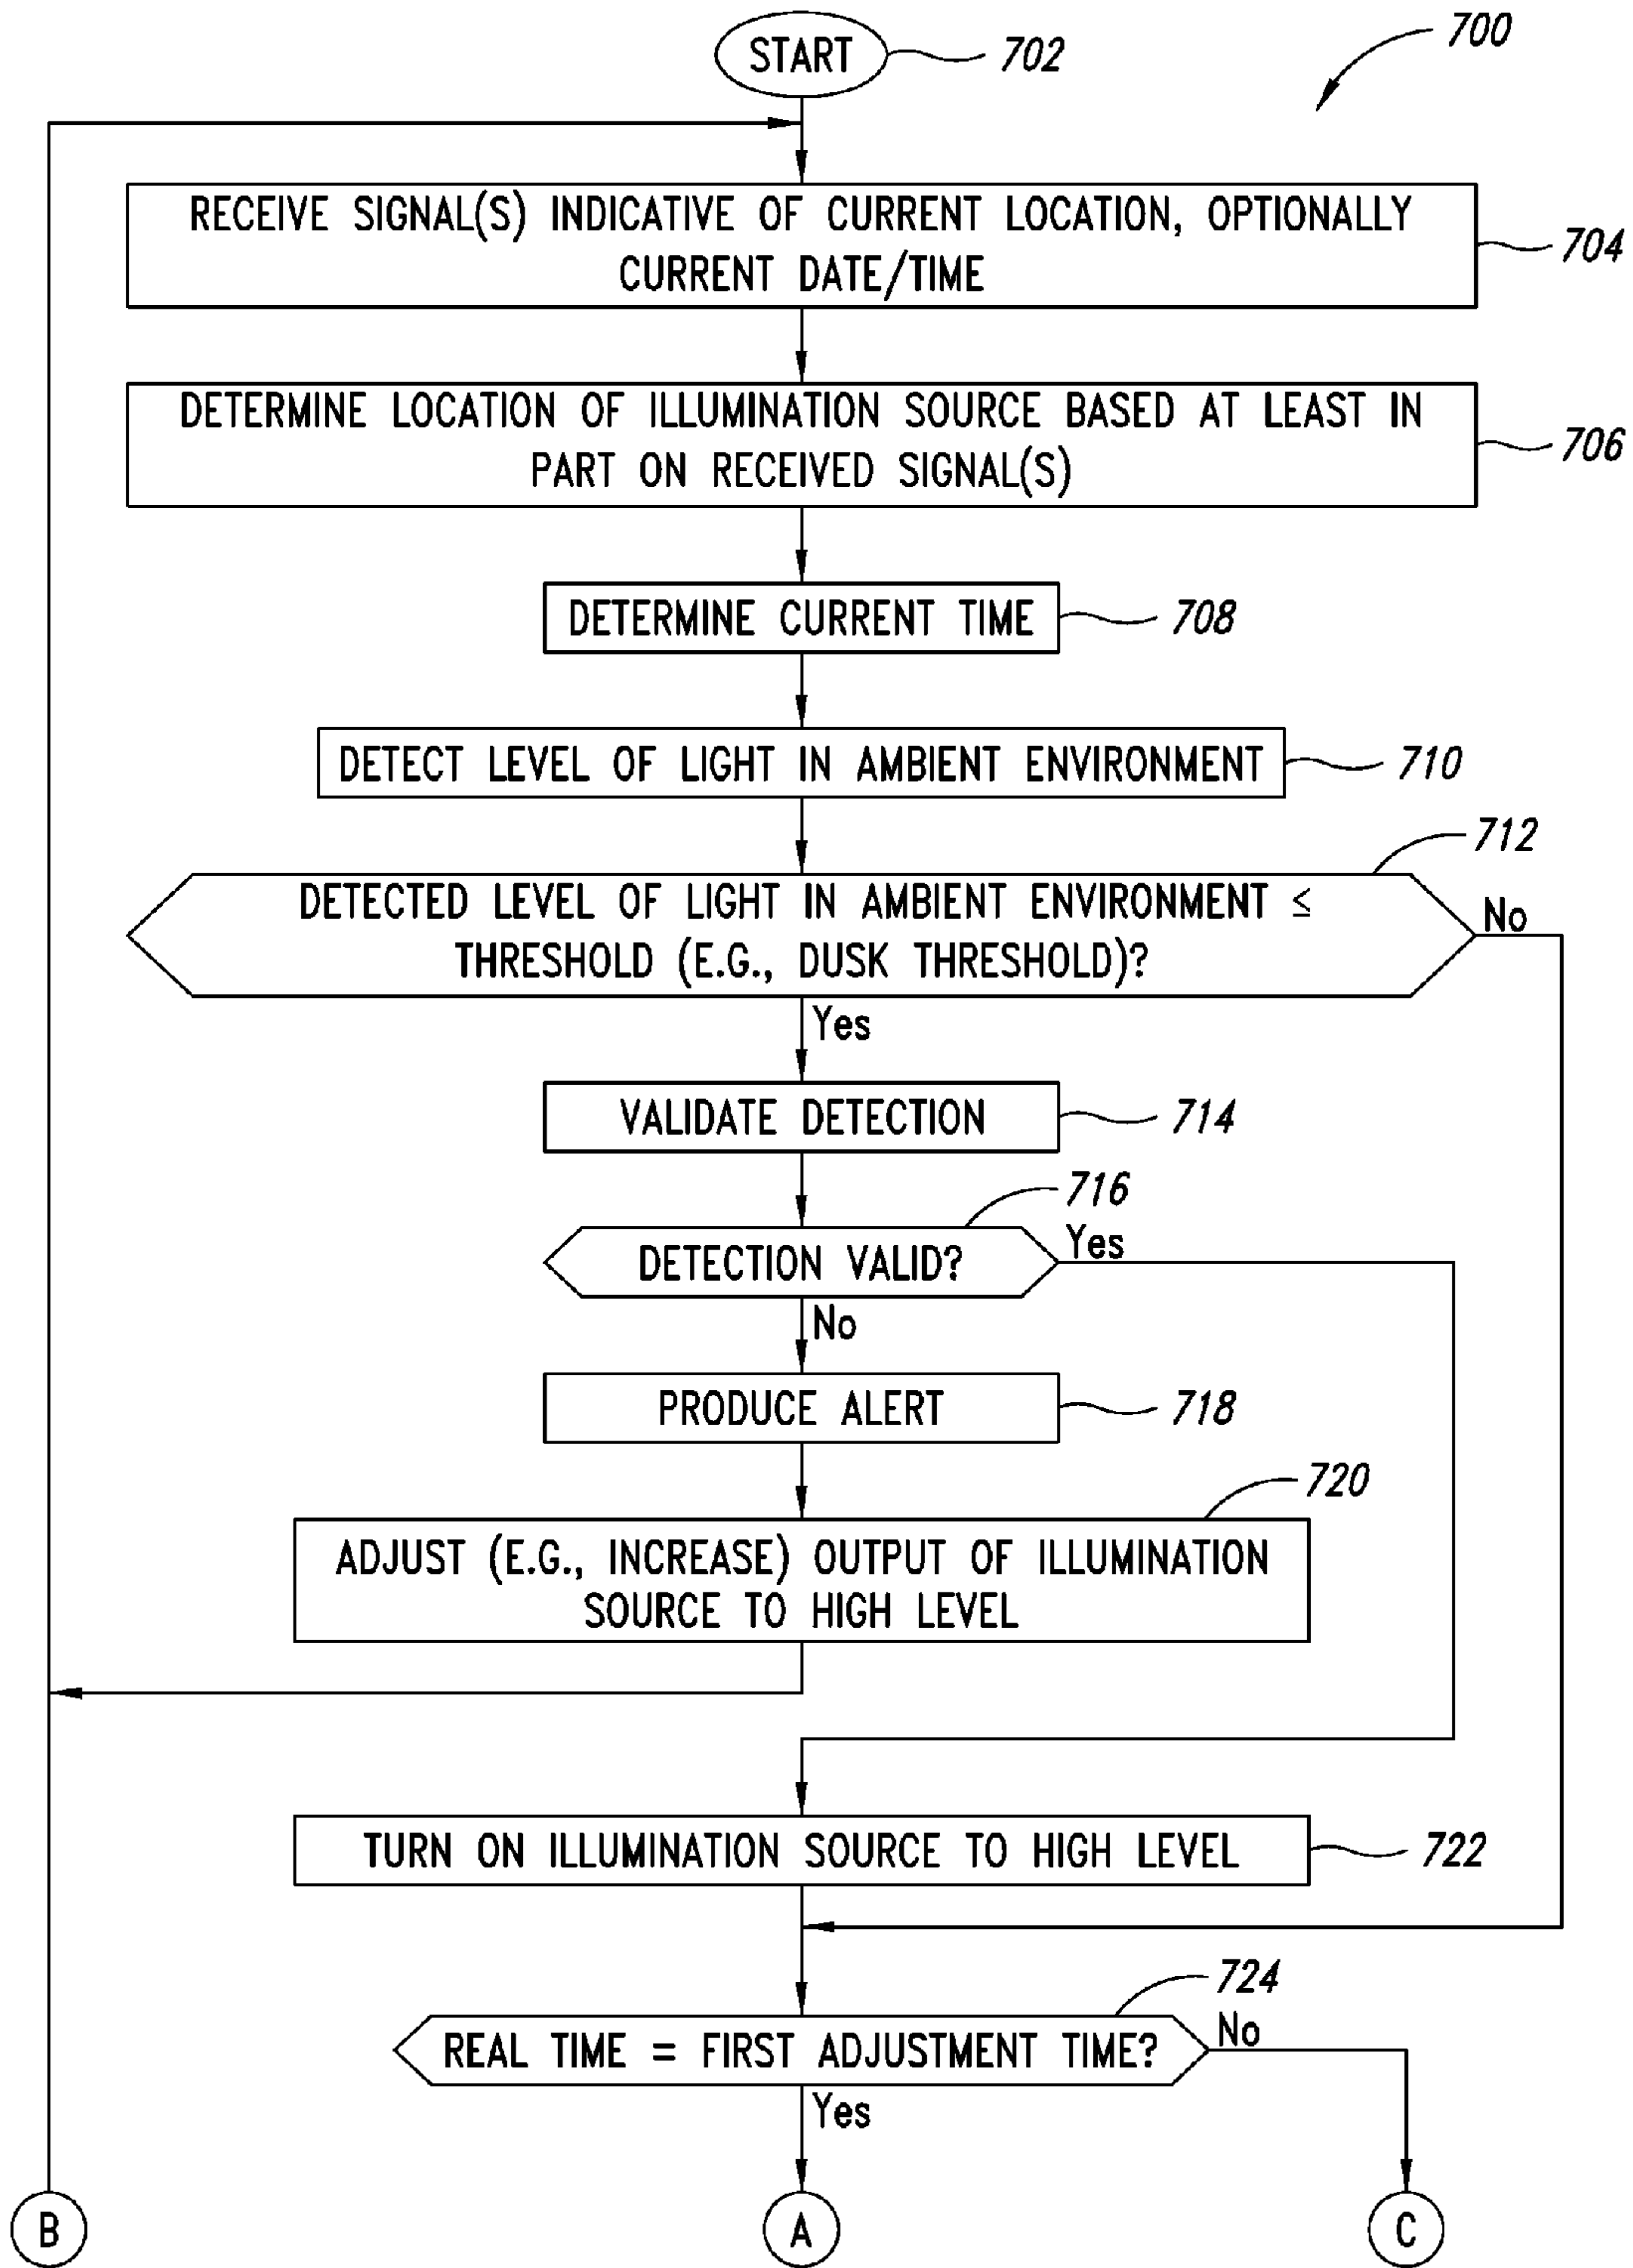 700
START
702
RECEIVE SIGNAL(S) INDICATIVE OF CURRENT LOCATION, OPTIONALLY
CURRENT DATE/TIME
704
DETERMINE LOCATION OF ILLUMINATION SOURCE BASED AT LEAST IN
PART ON RECEIVED SIGNAL(S)
706
DETERMINE CURRENT TIME
708
DETECT LEVEL OF LIGHT IN AMBIENT ENVIRONMENT
710
712
DETECTED LEVEL OF LIGHT IN AMBIENT ENVIRONMENT ≤
THRESHOLD (E.G., DUSK THRESHOLD)?
No
Yes
VALIDATE DETECTION
714
716
DETECTION VALID?
Yes
No
PRODUCE ALERT
718
720
ADJUST (E.G., INCREASE) OUTPUT OF ILLUMINATION
SOURCE TO HIGH LEVEL
TURN ON ILLUMINATION SOURCE TO HIGH LEVEL
722
724
REAL TIME = FIRST ADJUSTMENT TIME?
No
Yes
B
A
C